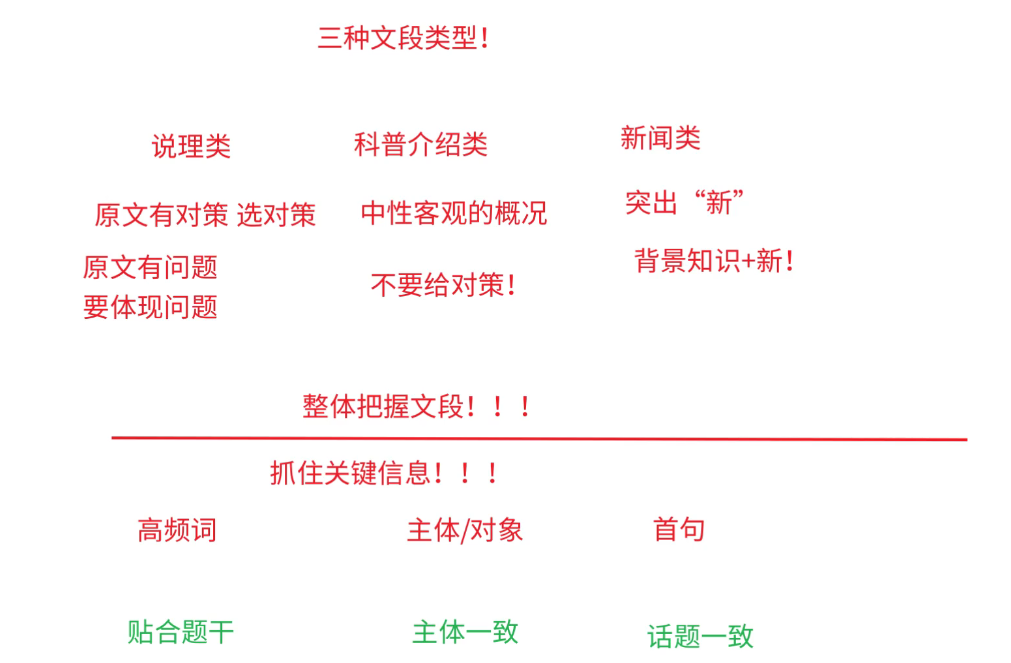 三种文段类型！
说理类
科普介绍类
新闻类
原文有对策 选对策
中性客观的概况
突出“新”
原文有问题
要体现问题
不要给对策！
背景知识+新！
整体把握文段！！！
抓住关键信息！！！
高频词
主体/对象
首句
贴合题干
主体一致
话题一致